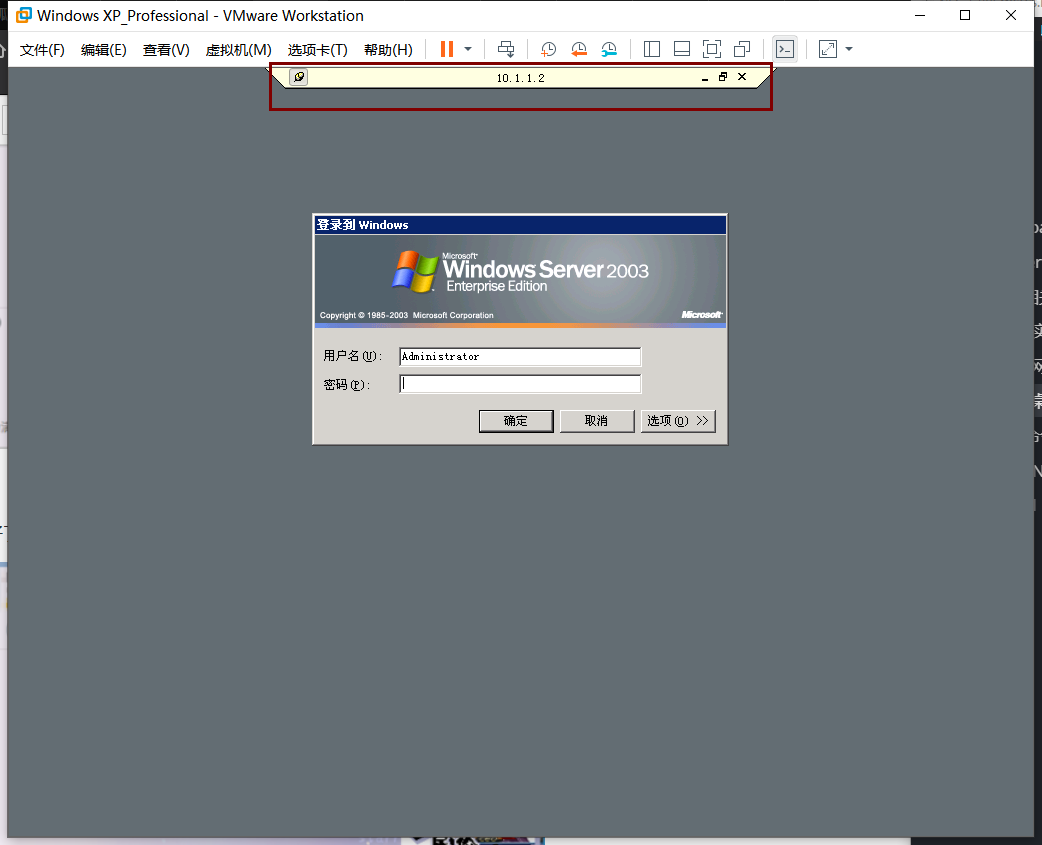 Windows XP_Professional - VMware Workstation
文件(F) 编辑(E) 查看(V) 虚拟机(M) 选项卡(T) 帮助(H)
10.1.1.2
登录到 Windows
Microsoft
Windows Server 2003
Enterprise Edition
Copyright © 1985-2003 Microsoft Corporation
Microsoft
用户名(U): Administrator
密码(P):
确定 取消 选项(O) >>